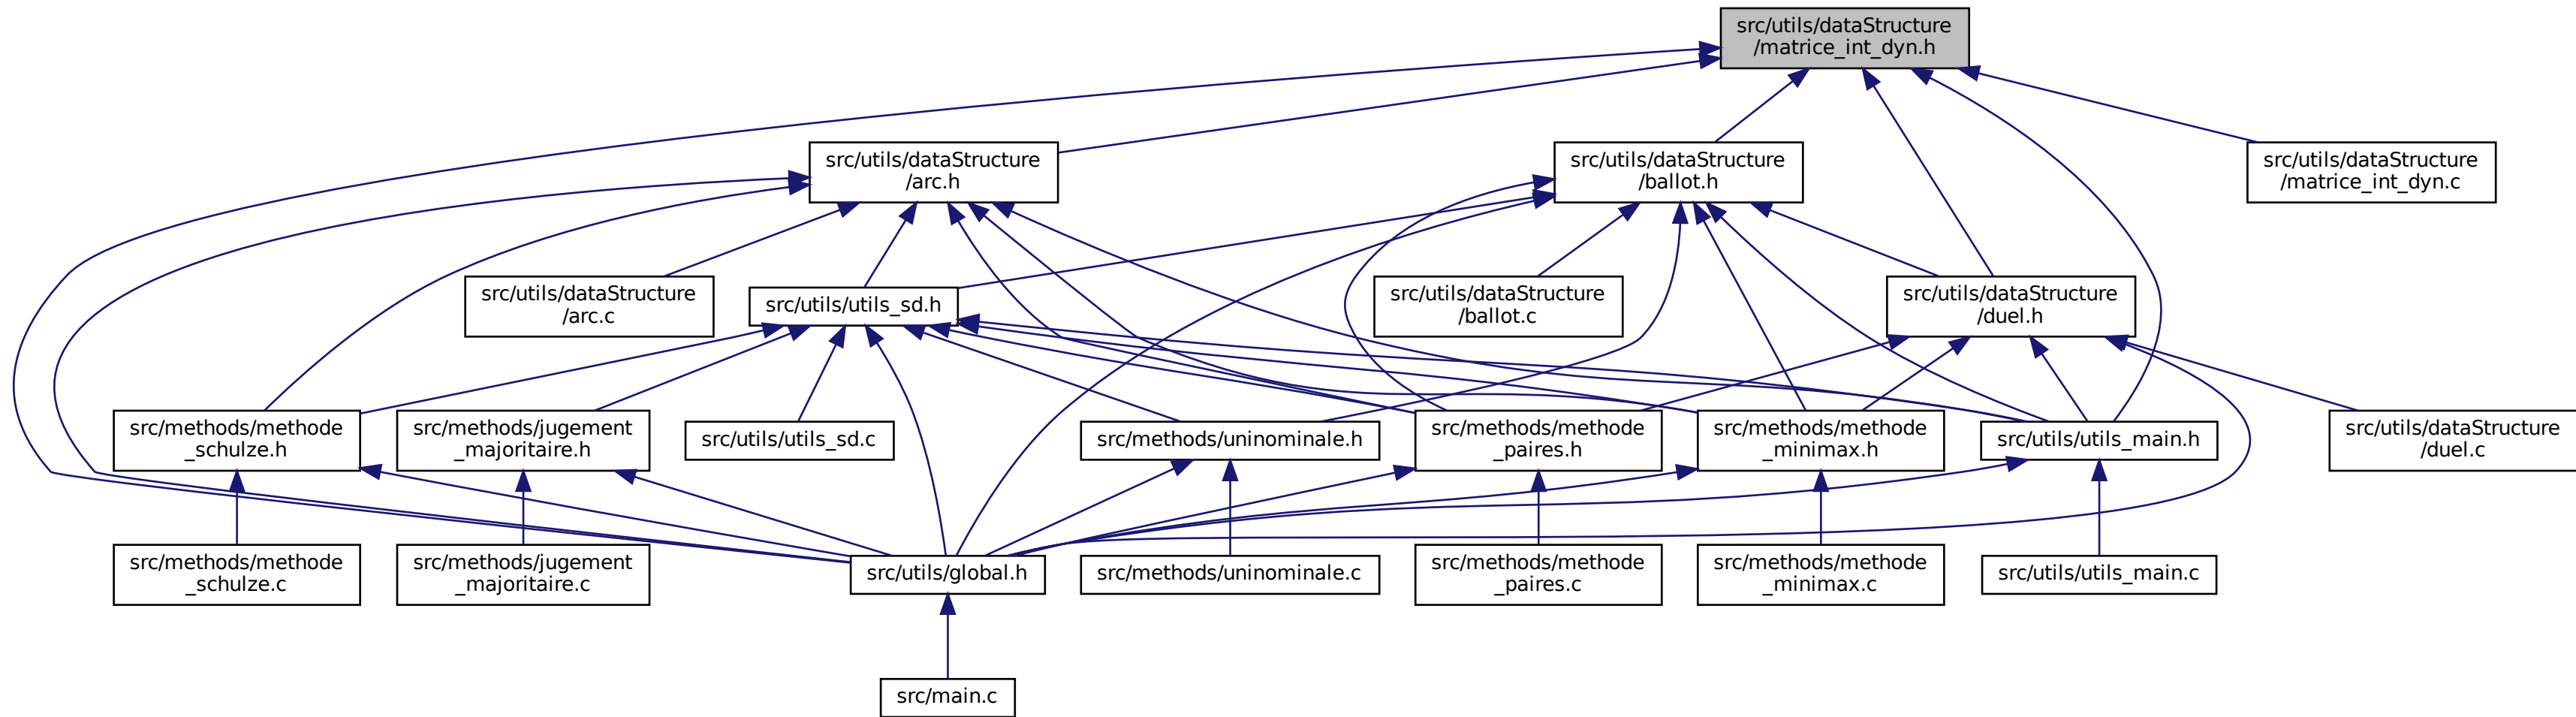 src/utils/dataStructure
/matrice_int_dyn.h
src/utils/dataStructure
/arc.h
src/utils/dataStructure
/ballot.h
src/utils/dataStructure
/matrice_int_dyn.c
src/utils/dataStructure
/arc.c
src/utils/utils_sd.h
src/utils/dataStructure
/ballot.c
src/utils/dataStructure
/duel.h
src/methods/methode
_schulze.h
src/methods/jugement
_majoritaire.h
src/utils/utils_sd.c
src/methods/uninominale.h
src/methods/methode
_paires.h
src/methods/methode
_minimax.h
src/utils/utils_main.h
src/utils/dataStructure
/duel.c
src/methods/methode
_schulze.c
src/methods/jugement
_majoritaire.c
src/utils/global.h
src/methods/uninominale.c
src/methods/methode
_paires.c
src/methods/methode
_minimax.c
src/utils/utils_main.c
src/main.c